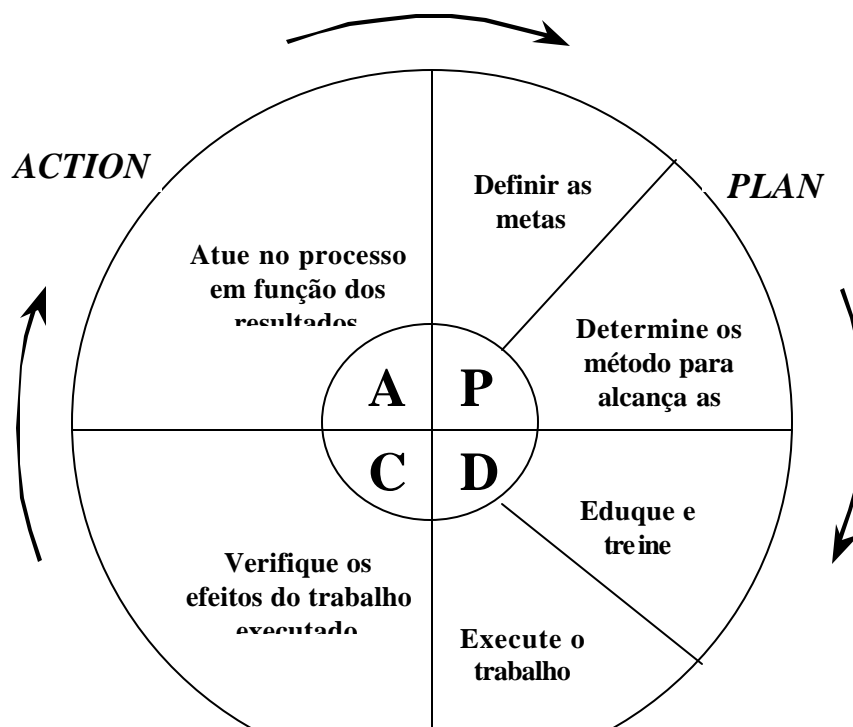 ACTION
PLAN
Definir as
metas
Atue no processo
em função dos
resultados
Determine os
método para
alcança as
A
P
C
D
Eduque e
treine
Verifique os
efeitos do trabalho
executado
Execute o
trabalho